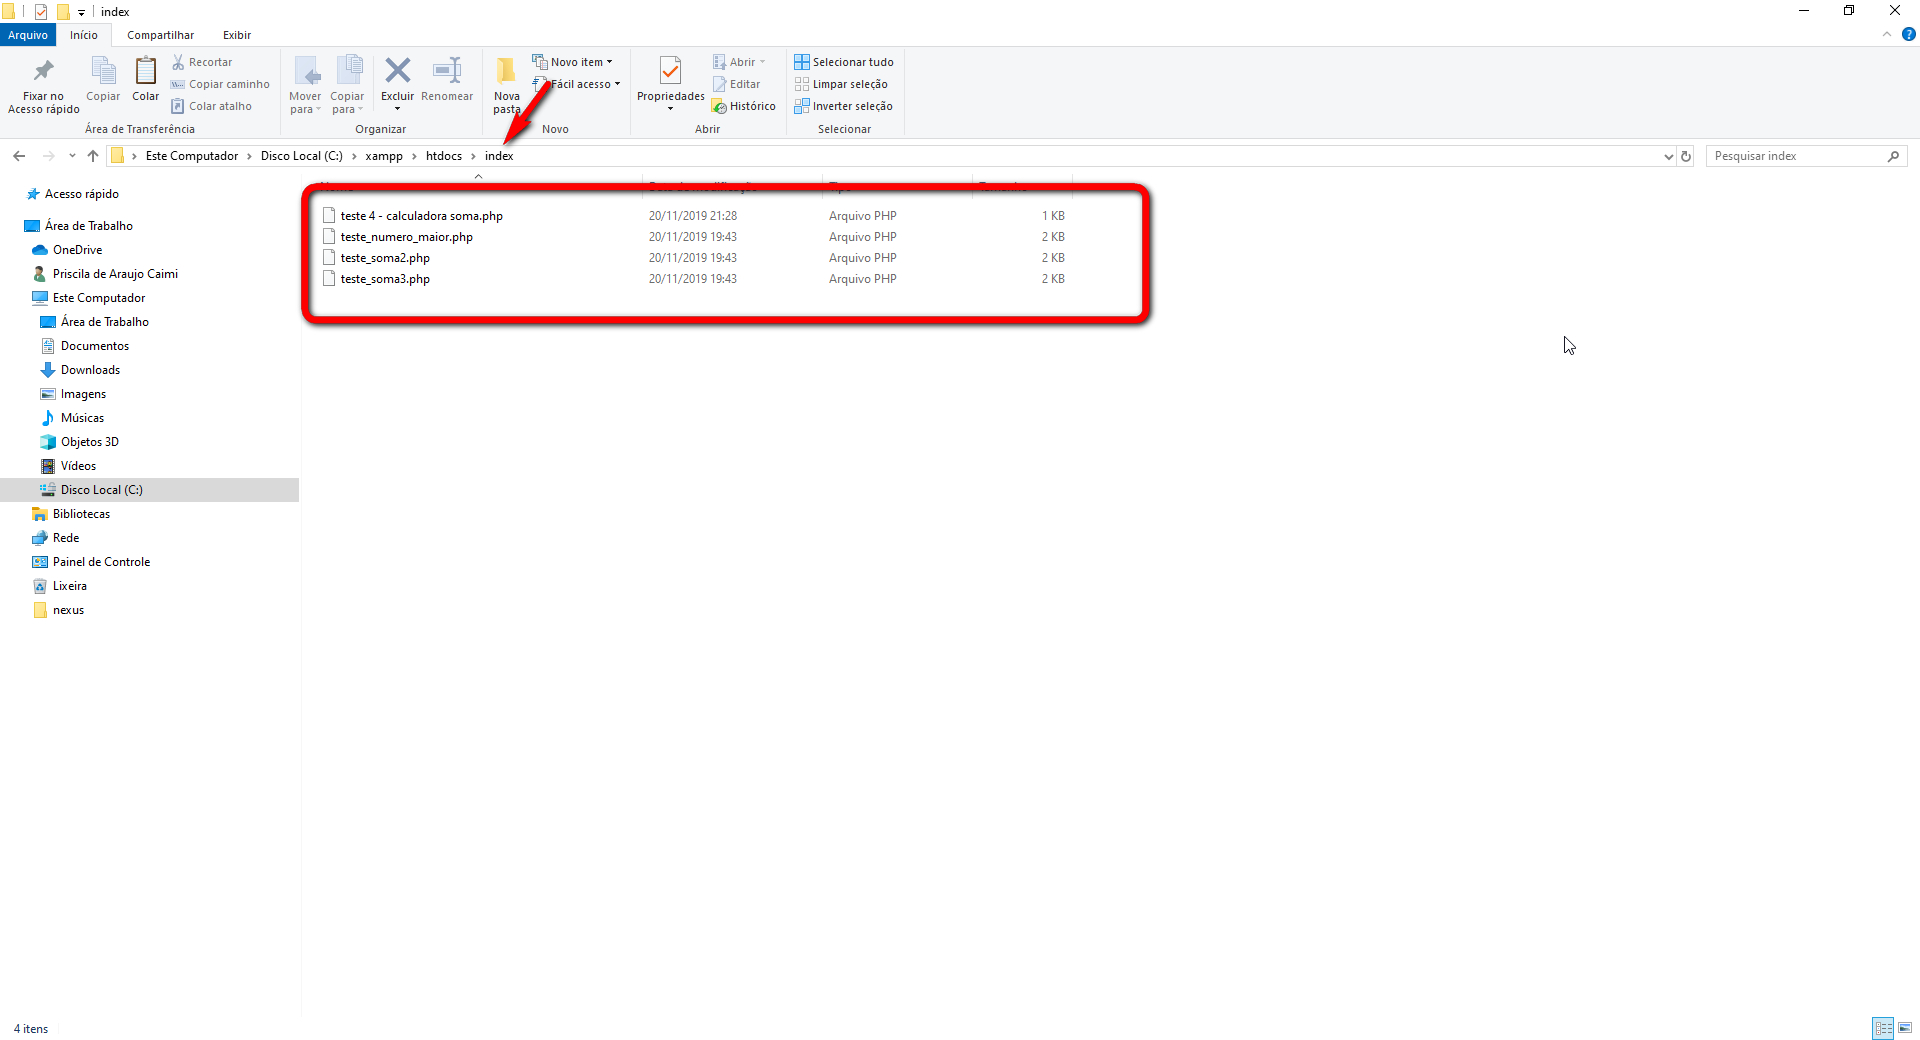 index
Arquivo Início Compartilhar Exibir
Fixar no Acesso rápido
Copiar
Colar
Recortar
Copiar caminho
Colar atalho
Área de Transferência
Mover para
Copiar para
Excluir
Renomear
Organizar
Nova pasta
Novo item
Fácil acesso
Novo
Propriedades
Abrir
Editar
Histórico
Abrir
Selecionar tudo
Limpar seleção
Inverter seleção
Selecionar
Este Computador > Disco Local (C:) > xampp > htdocs > index
Pesquisar index
teste 4 - calculadora soma.php 20/11/2019 21:28 Arquivo PHP 1 KB
teste_numero_maior.php 20/11/2019 19:43 Arquivo PHP 2 KB
teste_soma2.php 20/11/2019 19:43 Arquivo PHP 2 KB
teste_soma3.php 20/11/2019 19:43 Arquivo PHP 2 KB
Acesso rápido
Área de Trabalho
OneDrive
Priscila de Araujo Caimi
Este Computador
Área de Trabalho
Documentos
Downloads
Imagens
Músicas
Objetos 3D
Vídeos
Disco Local (C:)
Bibliotecas
Rede
Painel de Controle
Lixeira
nexus
4 itens